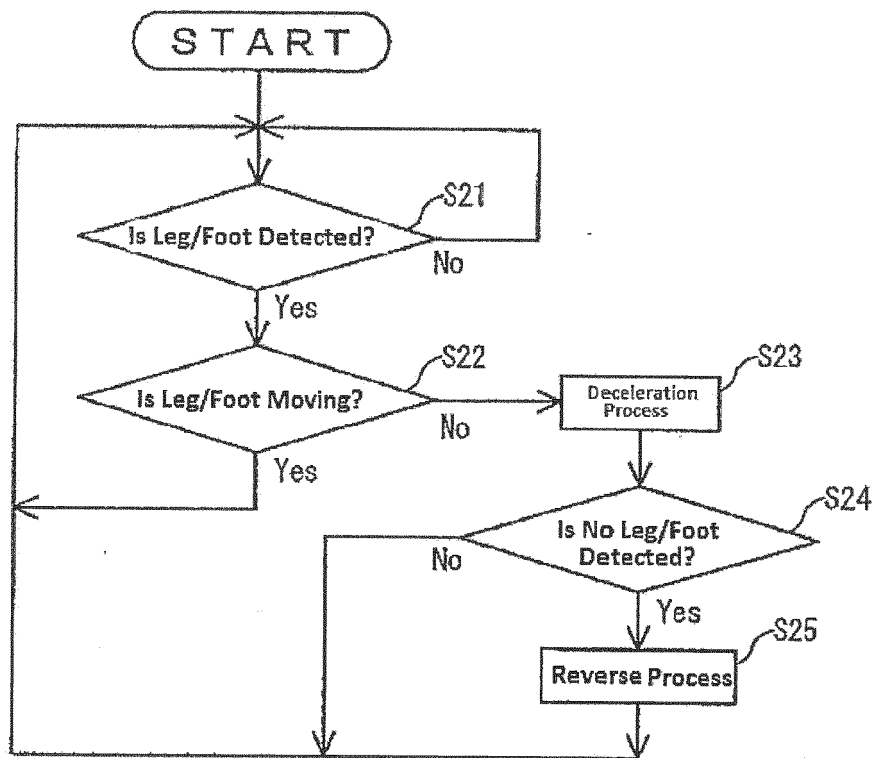 START
S21
Is Leg/Foot Detected?
No
Yes
S22
Is Leg/Foot Moving?
No
Yes
S23
Deceleration
Process
S24
Is No Leg/Foot
Detected?
No
Yes
S25
Reverse Process